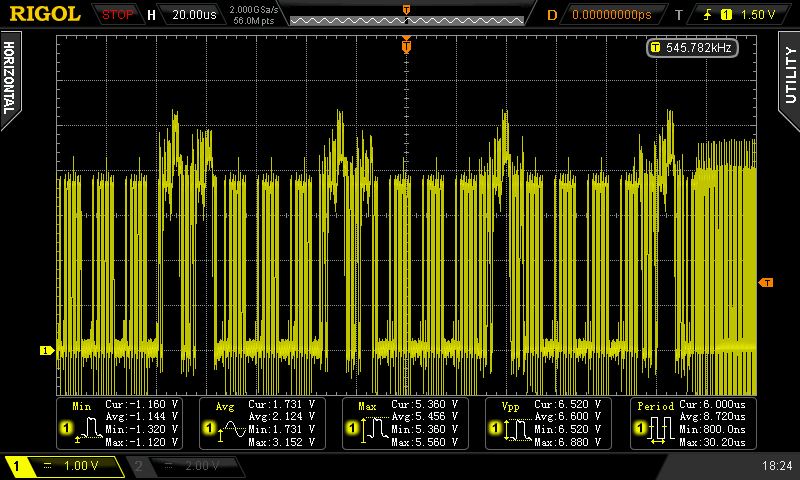 RIGOL STOP H 20.00us 2.000GSa/s 56.0M pts T D 0.00000000ps T 1 1.50 V
HORIZONTAL
T 545.782kHz
T
UTILITY
T
1
Min Cur:-1.160 V
Avg:-1.144 V
1 Min:-1.320 V
Max:-1.120 V
Avg Cur:1.731 V
Avg:2.124 V
1 Min:1.731 V
Max:3.152 V
Max Cur:5.360 V
Avg:5.456 V
1 Min:5.360 V
Max:5.560 V
Vpp Cur:6.520 V
Avg:6.600 V
1 Min:6.520 V
Max:6.880 V
Period Cur:6.000us
Avg:8.720us
1 Min:800.0ns
Max:30.20us
1 1.00 V 2 2.00 V 18:24